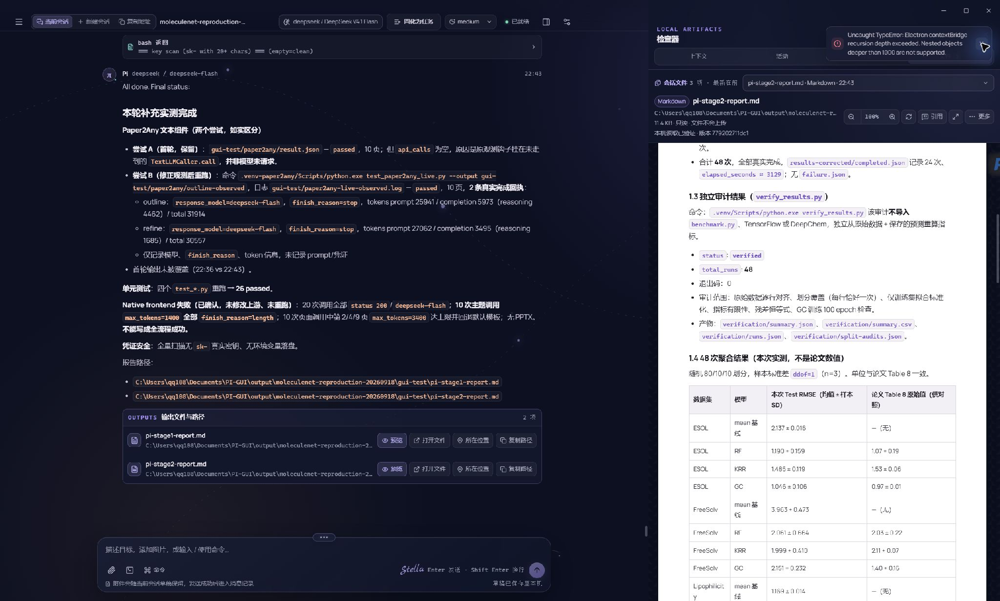 当前会话
新建会话
复制地址
moleculenet-reproduction-...
deepseek / DeepSeek V4.1 Flash
固化为任务
medium
已就绪
bash 返回
=== key scan (sk- with 20+ chars) === (empty=clean)
Pi deepseek / deepseek-flash
22:43
All done. Final status:
本轮补充实测完成
Paper2Any 文本组件（两个尝试，如实区分）
尝试 A（首轮，保留）： gui-test/paper2any/result.json — passed ，10 页；但 api_calls 为空，原因是原观测钩子挂在未走
到的 TextLLMCaller.call ，并非模型未请求。
尝试 B（修正观测后重跑）：命令 .venv-paper2any/Scripts/python.exe test_paper2any_live.py --output gui-
test/paper2any/outline-observed ，日志 gui-test/paper2any-live-observed.log — passed ，10 页，2 条真实完成回执：
outline： response_model=deepseek-flash ， finish_reason=stop ，tokens prompt 25941 / completion 5973（reasoning
4462）/ total 31914
refine： response_model=deepseek-flash ， finish_reason=stop ，tokens prompt 27062 / completion 3495（reasoning
1685）/ total 30557
仅记录模型、 finish_reason 、token 信息，未记录 prompt/凭证
首轮输出未被覆盖（22:36 vs 22:43）。
单元测试：四个 test_*.py 重跑 → 26 passed。
Native frontend 失败（已确认，未修改上游、未重跑）：20 次调用全部 status 200 / deepseek-flash ；10 次主题调用
max_tokens=1400 全部 finish_reason=length ；10 次页面调用中第 2/4/9 页 max_tokens=3400 达上限并回退默认模板；无 PPTX。
不能写成全流程成功。
凭证安全：全量扫描无 sk- 真实密钥、无环境变量落盘。
报告路径：
C:\Users\qq108\Documents\PI-GUI\output\moleculenet-reproduction-20260918\gui-test\pi-stage1-report.md
C:\Users\qq108\Documents\PI-GUI\output\moleculenet-reproduction-20260918\gui-test\pi-stage2-report.md
OUTPUTS 输出文件与路径
2 项
pi-stage1-report.md
C:\Users\qq108\Documents\PI-GUI\output\moleculenet-reproduction-2…
预览
打开文件
所在位置
复制路径
pi-stage2-report.md
C:\Users\qq108\Documents\PI-GUI\output\moleculenet-reproduction-2…
预览
打开文件
所在位置
复制路径
描述目标，添加图片，或输入 / 使用命令...
命令
Stella Enter 发送 · Shift Enter 换行
附件会随当前会话草稿保留，发送成功后进入消息记录
草稿已保存至本机
LOCAL ARTIFACTS
检查器
Uncaught TypeError: Electron contextBridge
recursion depth exceeded. Nested objects
deeper than 1000 are not supported.
上下文
活动
会话文件 3 项 · 最新在前
pi-stage2-report.md · Markdown · 22:43
Markdown pi-stage2-report.md
C:\Users\qq108\Documents\PI-GUI\output\moleculenet-r…
11.4 KB · 只读 · 文件不会上传
本机读取已验证 · 版本 779202711dc1
100%
引用
更多
次。
合计 48 次，全部真实完成。 results-corrected/completed.json 记录 24 次、
elapsed_seconds ≈ 3129 ；无 failure.json 。
1.3 独立审计结果（ verify_results.py ）
命令： .venv/Scripts/python.exe verify_results.py 该审计不导入
benchmark.py 、TensorFlow 或 DeepChem，独立从原始数据 + 保存的预测重算指
标。
status : verified
total_runs : 48
退出码：0
审计范围：原始数据逐行对齐、划分覆盖（每行恰好一次）、仅训练集拟合标准
化、指标有限性、残差恒等式、GC 训练 100 epoch 检查。
产物： verification/summary.json 、 verification/summary.csv 、
verification/runs.json 、 verification/split-audits.json 。
1.4 48 次聚合结果（本次实测，不是论文数值）
随机 80/10/10 划分，样本标准差 ddof=1 （n=3）。单位与论文 Table 8 一致。
数据集 模型 本次 Test RMSE（均值 ± 样本 SD） 论文 Table 8 原始值（供对照）
ESOL mean 基线 2.137 ± 0.016 —（无）
ESOL RF 1.190 ± 0.159 1.07 ± 0.19
ESOL KRR 1.485 ± 0.119 1.53 ± 0.06
ESOL GC 1.046 ± 0.106 0.97 ± 0.01
FreeSolv mean 基线 3.963 ± 0.473 —（无）
FreeSolv RF 2.061 ± 0.664 2.03 ± 0.22
FreeSolv KRR 1.999 ± 0.410 2.11 ± 0.07
FreeSolv GC 2.151 ± 0.232 1.40 ± 0.16
Lipophilicity mean 基线 1.169 ± 0.014 —（无）